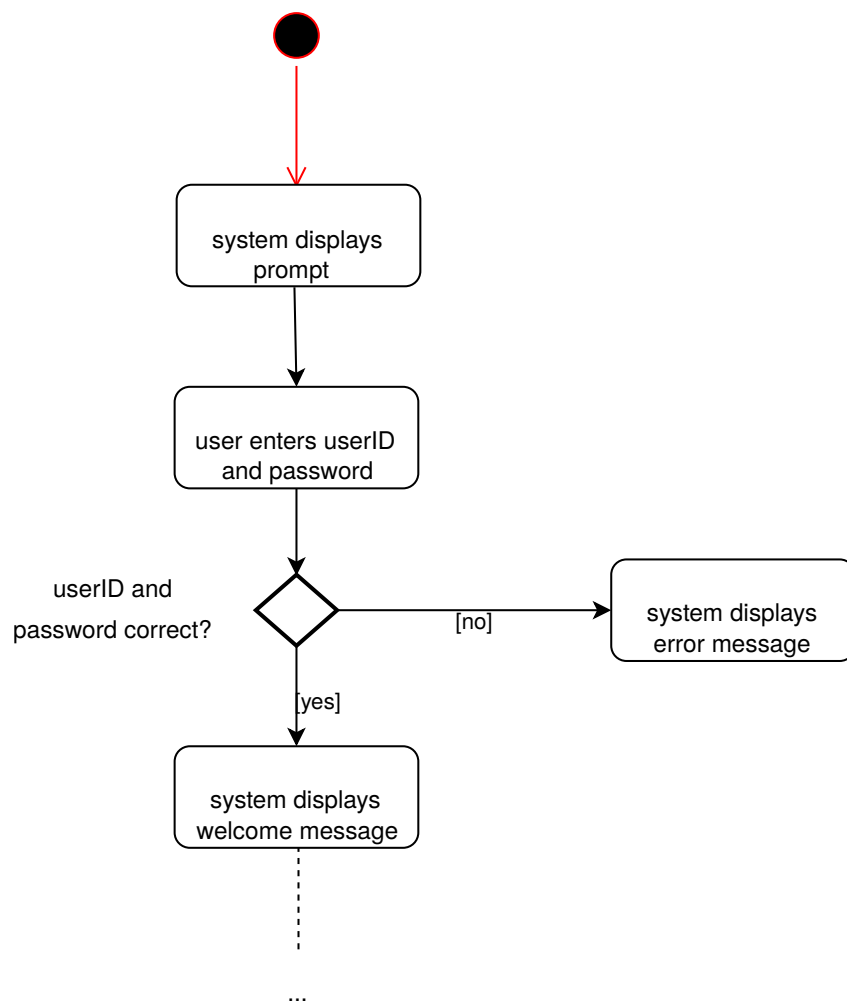 system displays
prompt
user enters userID
and password
userID and
password correct?
[no]
system displays
error message
[yes]
system displays
welcome message
...